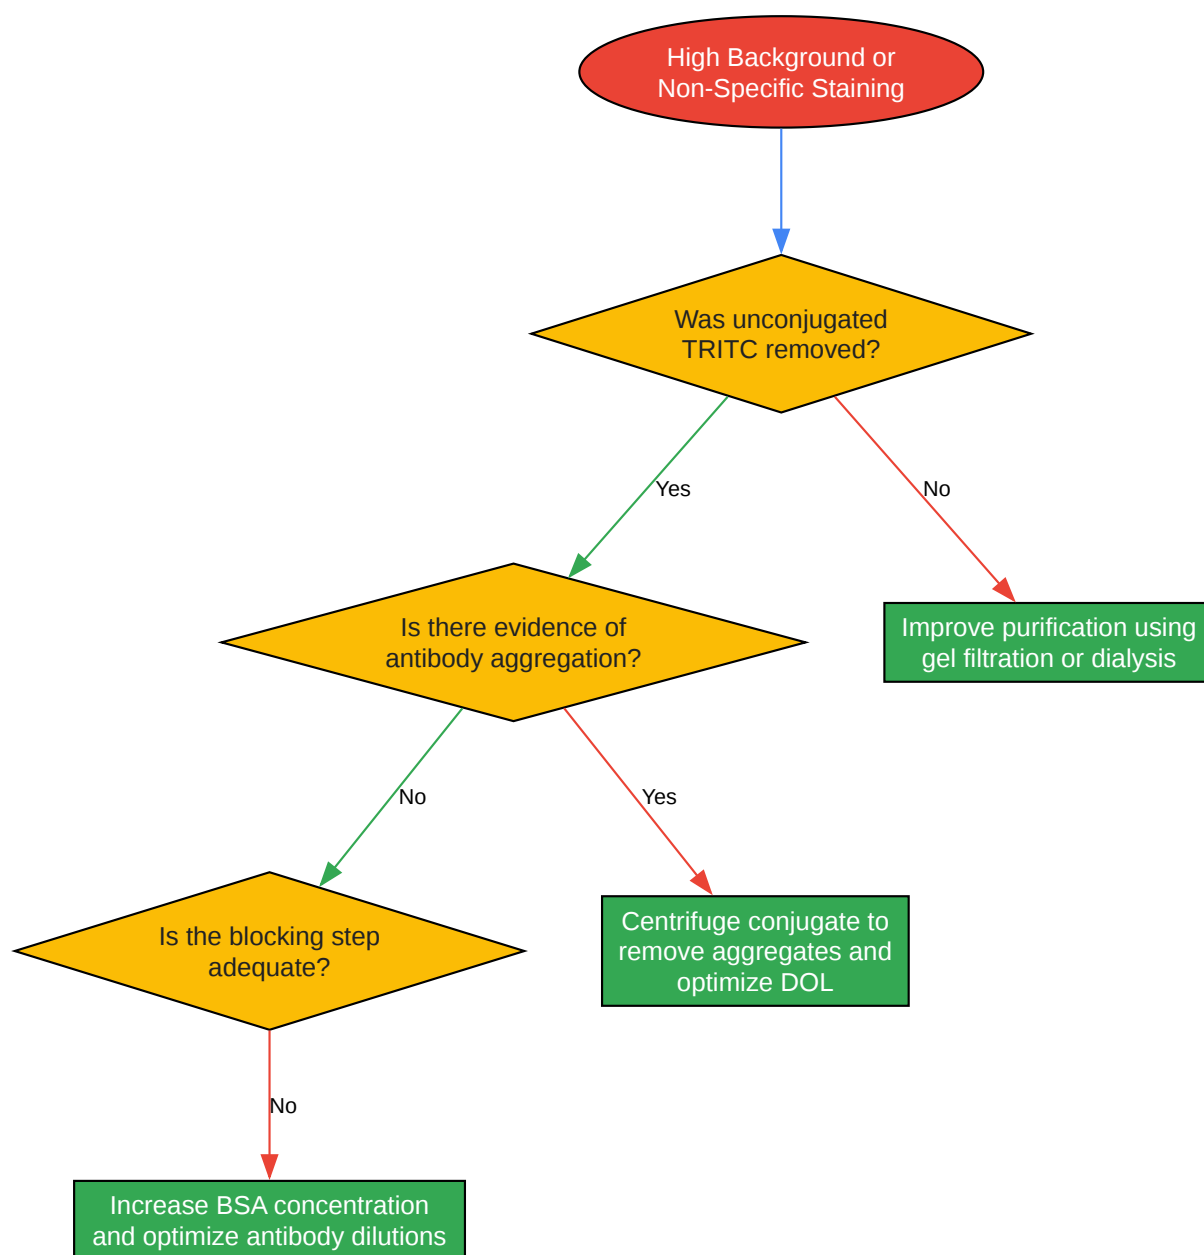 High Background or
Non-Specific Staining
Was unconjugated
TRITC removed?
Yes
No
Is there evidence of
antibody aggregation?
Improve purification using
gel filtration or dialysis
No
Yes
Is the blocking step
adequate?
Centrifuge conjugate to
remove aggregates and
optimize DOL
No
Increase BSA concentration
and optimize antibody dilutions